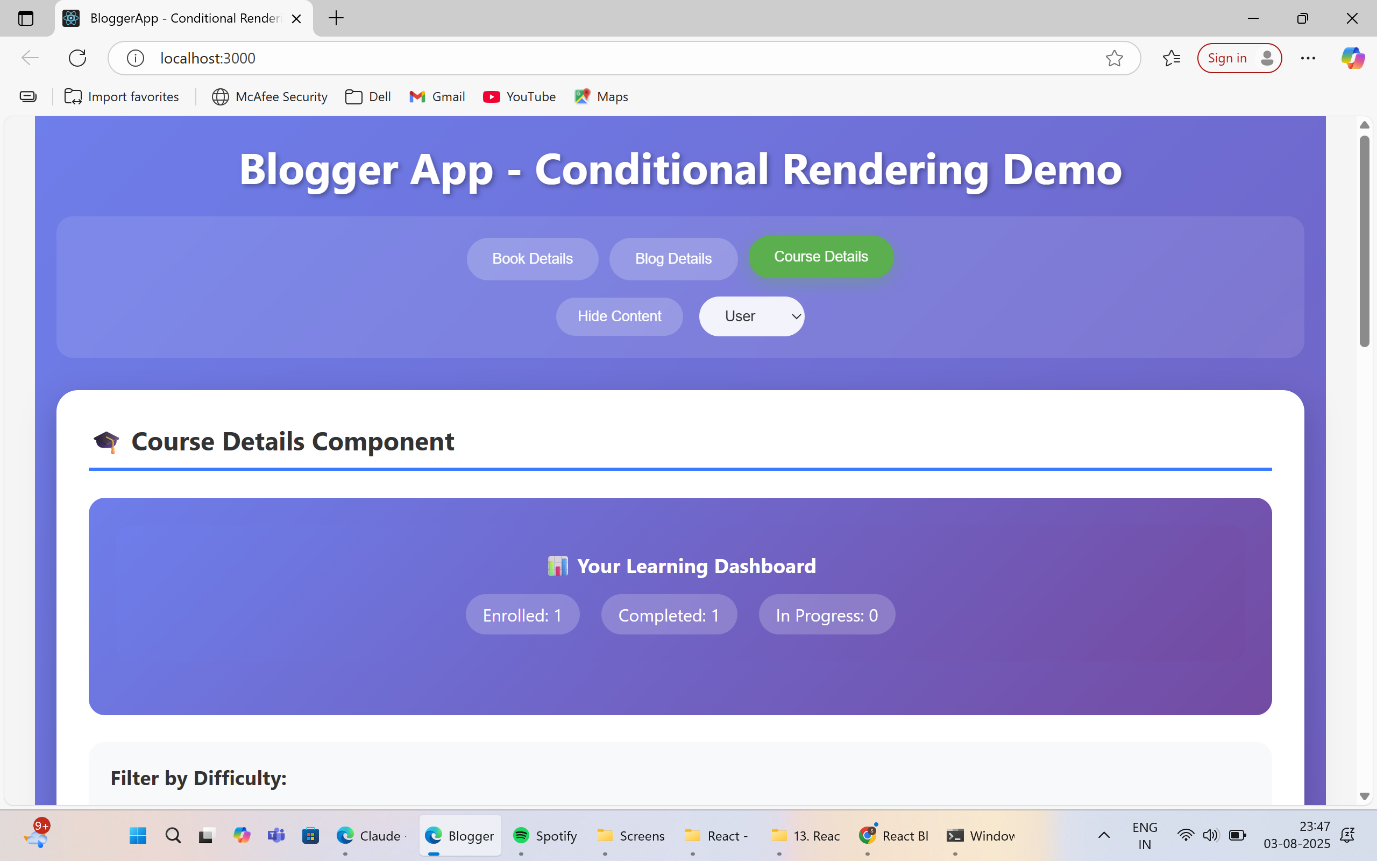 BloggerApp - Conditional Render
localhost:3000
Sign in
Import favorites
McAfee Security
Dell
Gmail
YouTube
Maps
Blogger App - Conditional Rendering Demo
Book Details
Blog Details
Course Details
Hide Content
User
Course Details Component
Your Learning Dashboard
Enrolled: 1
Completed: 1
In Progress: 0
Filter by Difficulty:
9+
Claude
Blogger
Spotify
Screens
React -
13. Reac
React Bl
Window
ENG
IN
23:47
03-08-2025